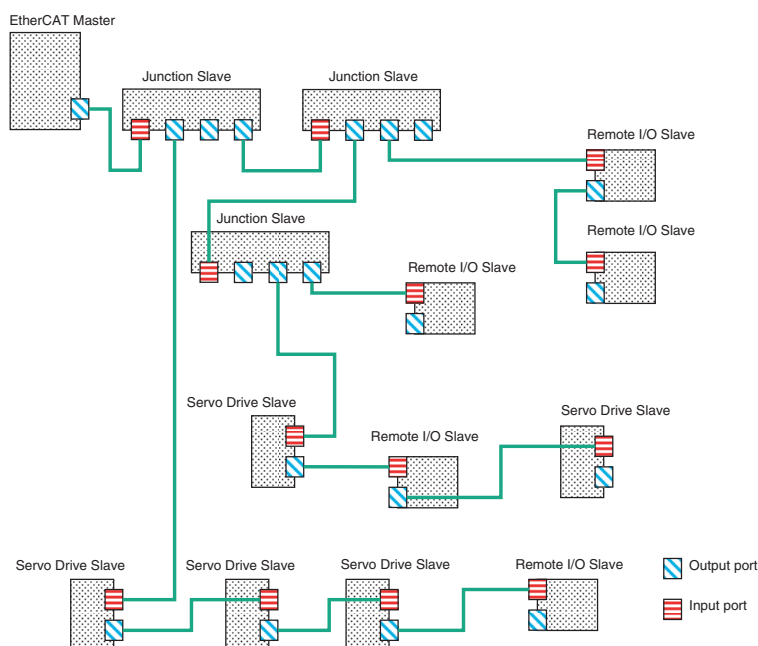 EtherCAT Master
Junction Slave
Junction Slave
Remote I/O Slave
Junction Slave
Remote I/O Slave
Remote I/O Slave
Servo Drive Slave
Remote I/O Slave
Servo Drive Slave
Servo Drive Slave
Servo Drive Slave
Servo Drive Slave
Remote I/O Slave
Output port
Input port